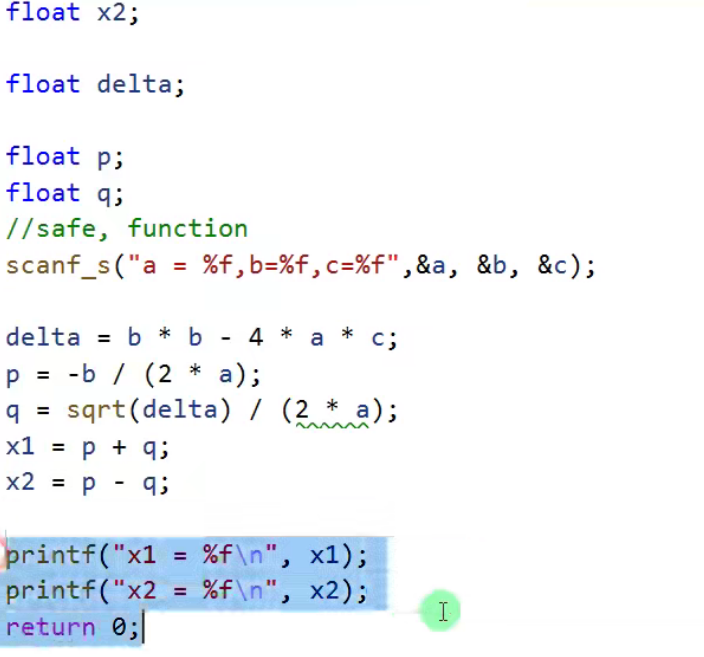 float x2;
float delta;
float p;
float q;
//safe, function
scanf_s("a = %f,b=%f,c=%f",&a, &b, &c);
delta = b * b - 4 * a * c;
p = -b / (2 * a);
q = sqrt(delta) / (2 * a);
x1 = p + q;
x2 = p - q;
printf("x1 = %f\n", x1);
printf("x2 = %f\n", x2);
return 0;